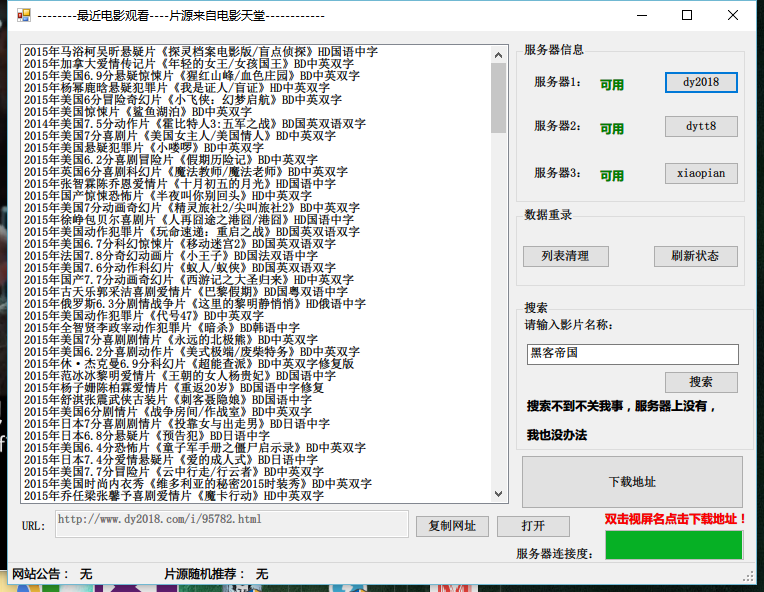 --------最近电影观看----片源来自电影天堂------------
2015年马浴柯吴昕悬疑片《探灵档案电影版/盲点侦探》HD国语中字
2015年加拿大爱情传记片《年轻的女王/女孩国王》BD中英双字
2015年美国6.9分悬疑惊悚片《猩红山峰/血色庄园》BD中英双字
2015年杨幂鹿晗悬疑犯罪片《我是证人/盲证》HD中英双字
2015年美国6分冒险奇幻片《小飞侠：幻梦启航》BD中英双字
2015年美国惊悚片《鲨鱼湖泊》BD中英双字
2014年美国7.5分动作片《霍比特人3:五军之战》BD国英双语双字
2015年美国7分喜剧片《美国女主人/美国情人》BD中英双字
2015年美国悬疑犯罪片《小喽啰》BD中英双字
2015年美国6.2分喜剧冒险片《假期历险记》BD中英双字
2015年英国6分喜剧科幻片《魔法教师/魔法老师》BD中英双字
2015年张智霖陈乔恩爱情片《十月初五的月光》HD国语中字
2015年国产惊悚恐怖片《半夜叫你别回头》HD中英双字
2015年美国7分动画奇幻片《精灵旅社2/尖叫旅社2》BD中英双字
2015年徐峥包贝尔喜剧片《人再囧途之港囧/港囧》HD国语中字
2015年美国动作犯罪片《玩命速递：重启之战》BD国英双语双字
2015年美国6.7分科幻惊悚片《移动迷宫2》BD国英双语双字
2015年法国7.8分奇幻动画片《小王子》BD国法双语中字
2015年美国7.6分动作科幻片《蚁人/蚁侠》BD国英双语双字
2015年国产7.7分动画奇幻片《西游记之大圣归来》HD中英双字
2015年古天乐郭采洁喜剧爱情片《巴黎假期》BD国粤双语中字
2015年俄罗斯6.3分剧情战争片《这里的黎明静悄悄》HD俄语中字
2015年美国动作犯罪片《代号47》BD中英双字
2015年全智贤李政宰动作犯罪片《暗杀》BD韩语中字
2015年美国7分喜剧剧情片《永远的北极熊》BD中英双字
2015年美国6.2分喜剧动作片《美式极端/废柴特务》BD中英双字
2015年休·杰克曼6.9分科幻片《超能查派》BD中英双字修复版
2015年范冰冰黎明爱情片《王朝的女人杨贵妃》BD国语中字
2015年杨子姗陈柏霖爱情片《重返20岁》BD国语中字修复
2015年舒淇张震武侠古装片《刺客聂隐娘》BD国语中字
2015年美国6分剧情片《战争房间/作战室》BD中英双字
2015年日本7分喜剧剧情片《投靠女与出走男》BD日语中字
2015年日本6.8分悬疑片《预告犯》BD日语中字
2015年美国6.4分恐怖片《童子军手册之僵尸启示录》BD中英双字
2015年日本7.4分爱情悬疑片《爱的成人式》BD日语中字
2015年美国7.7分冒险片《云中行走/行云者》BD中英双字
2015年美国时尚内衣秀《维多利亚的秘密2015时装秀》BD中英双字
2015年乔任梁张馨予喜剧爱情片《魔卡行动》HD中英双字
服务器信息
服务器1: 可用 dy2018
服务器2: 可用 dytt8
服务器3: 可用 xiaopian
数据重录
列表清理 刷新状态
搜索
请输入影片名称:
黑客帝国
搜索
搜索不到不关我事，服务器上没有，
我也没办法
下载地址
双击视屏名点击下载地址！
URL: http://www.dy2018.com/i/95782.html 复制网址 打开
服务器连接度:
网站公告： 无 片源随机推荐： 无